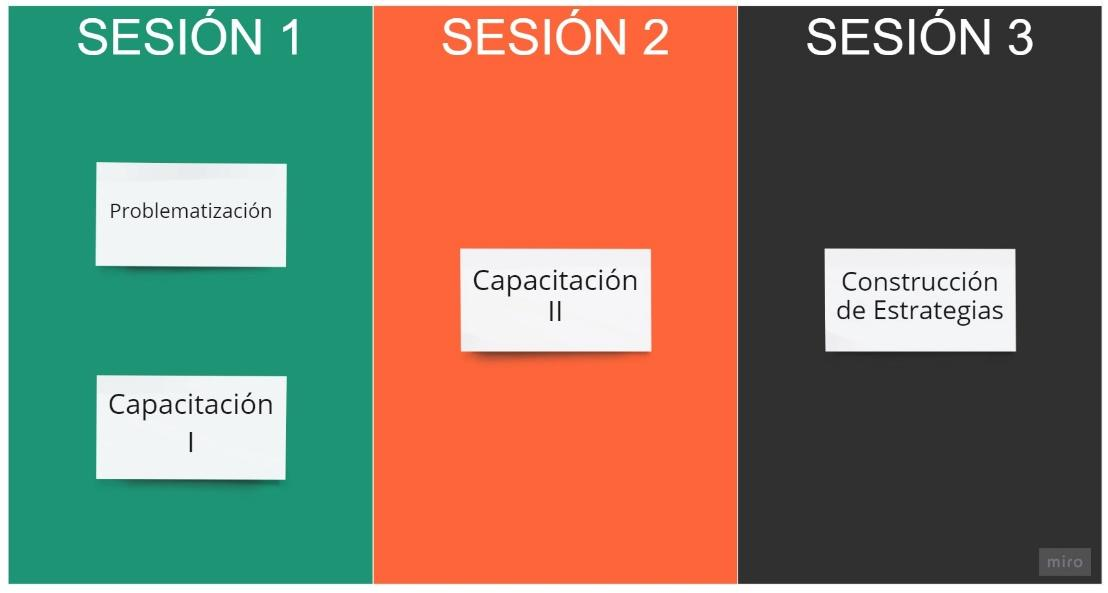 SESIÓN 1
Problematización
Capacitación
I
SESIÓN 2
Capacitación
II
SESIÓN 3
Construcción
de Estrategias
miro